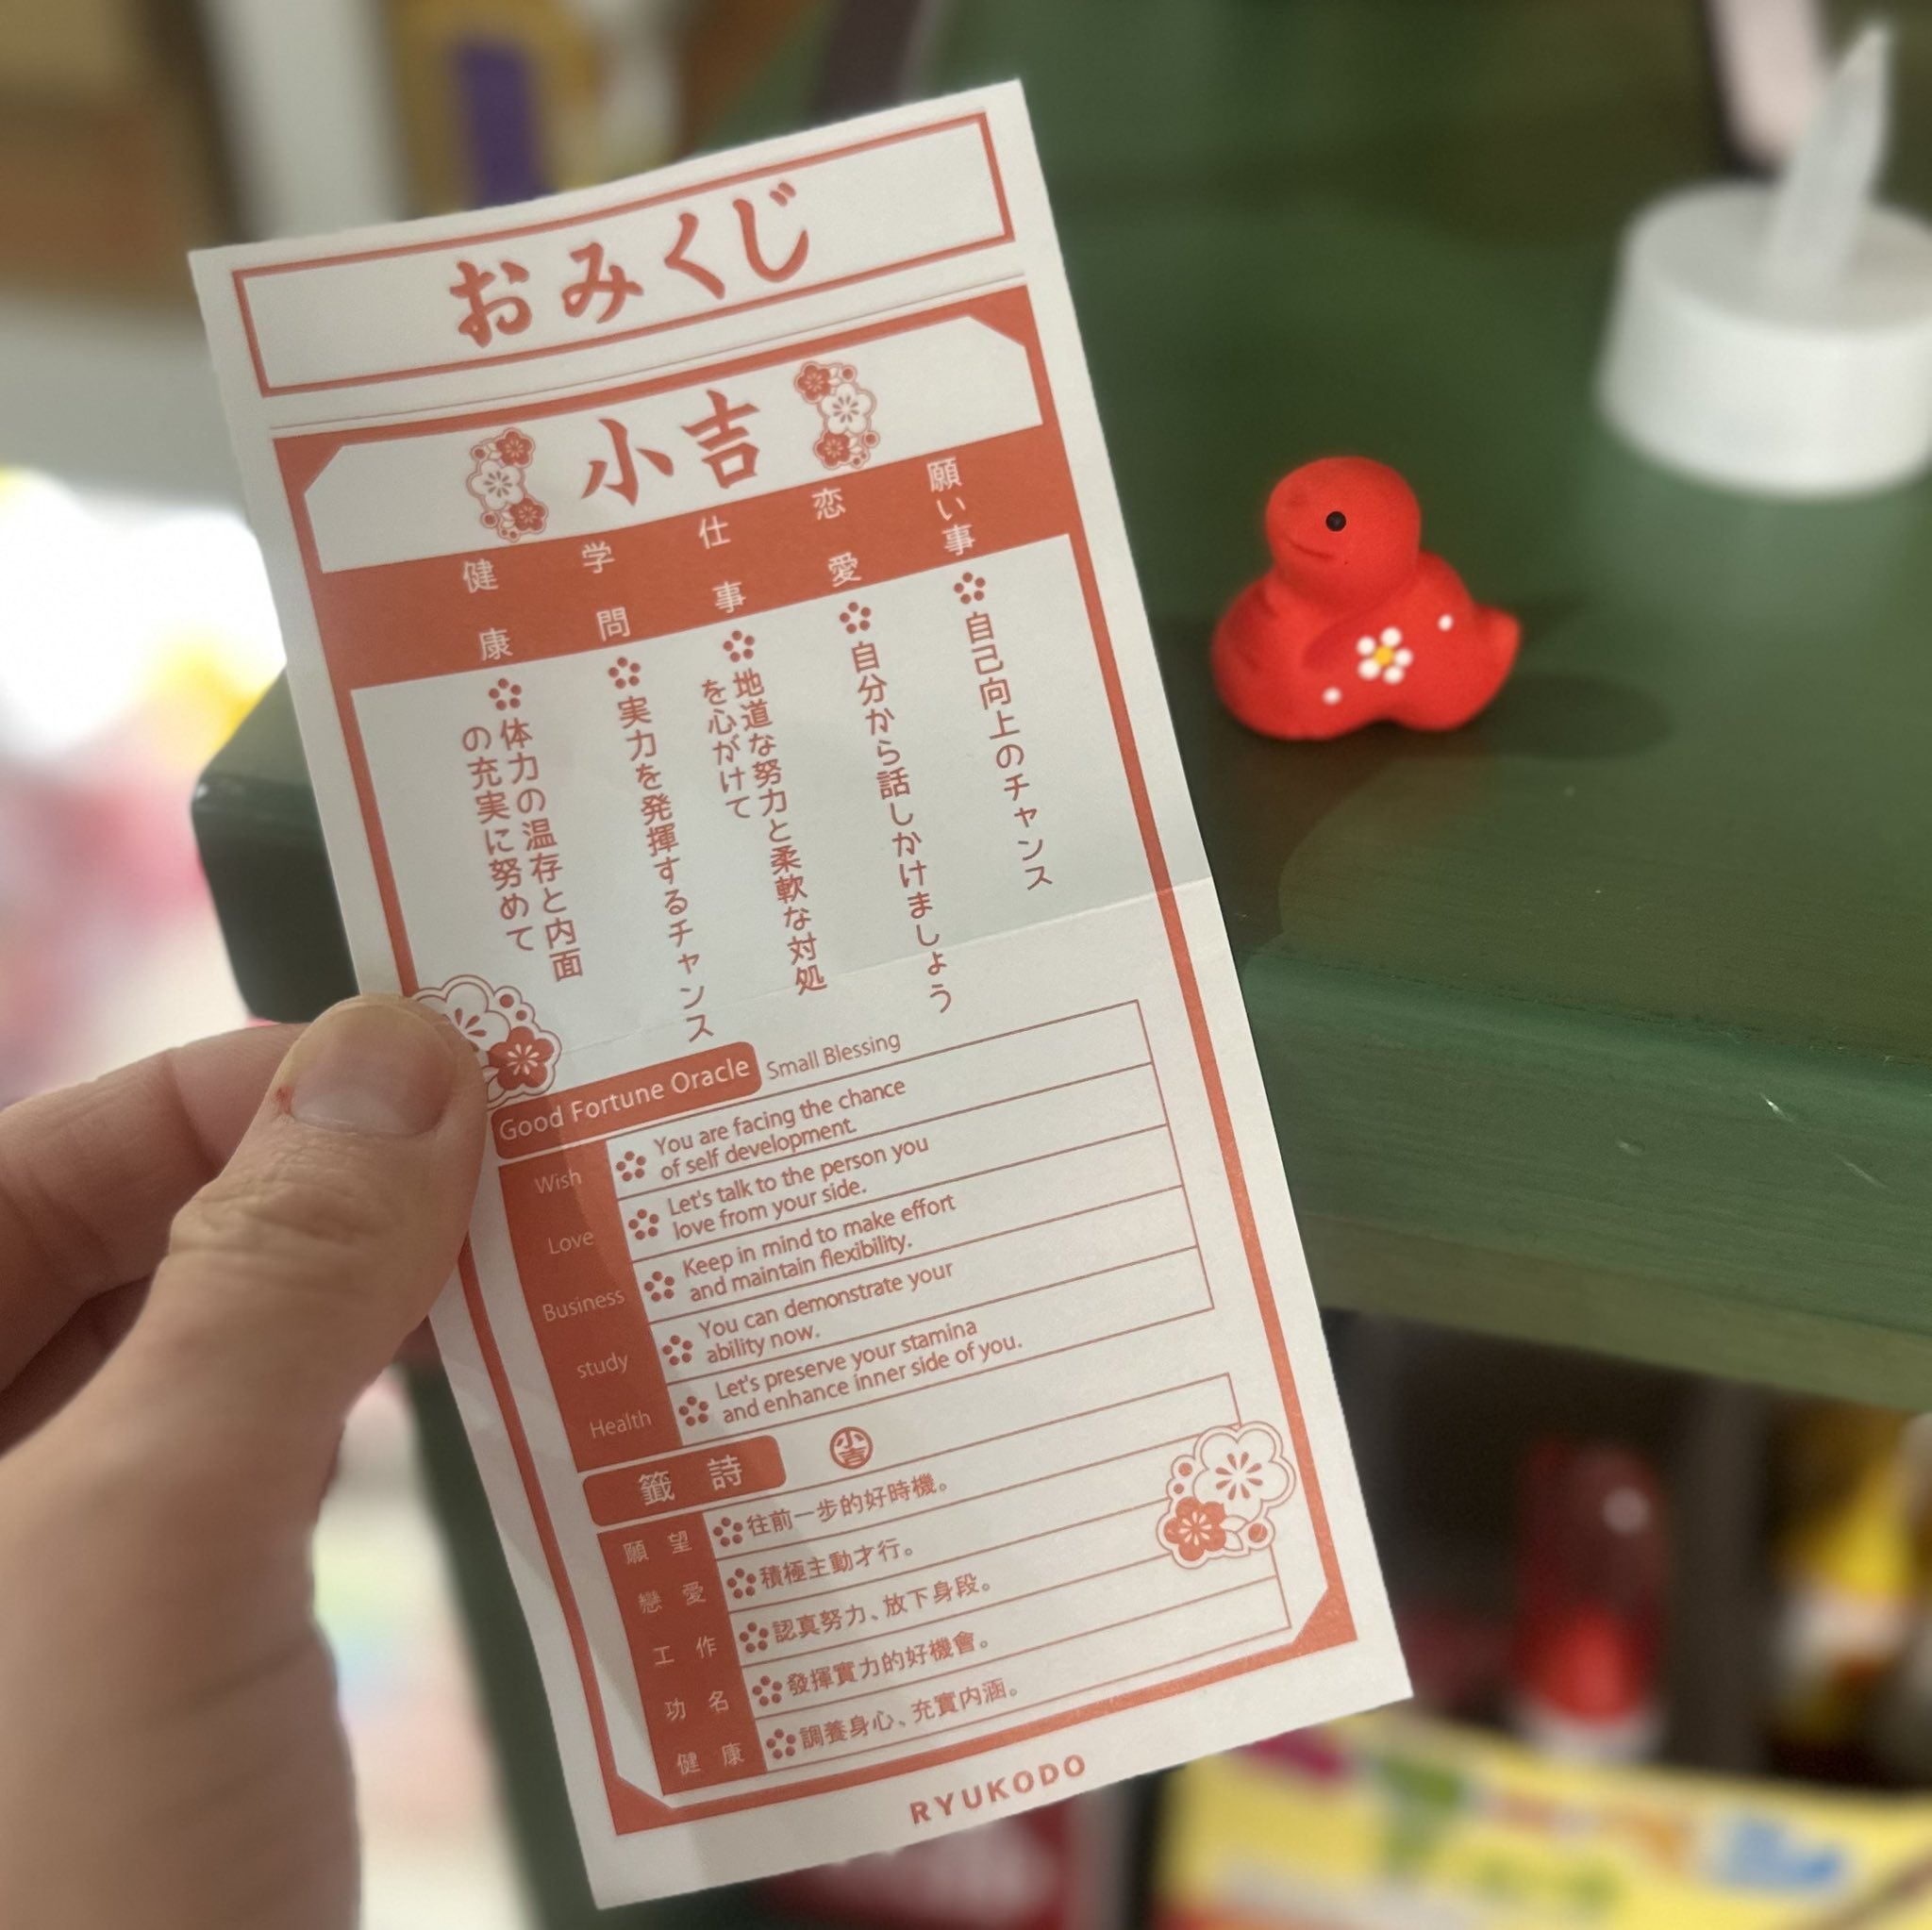 おみくじ
小吉
願い事
自己向上のチャンス
恋愛
自分から話しかけましょう
仕事
地道な努力と柔軟な対処
を心がけて
学問
実力を発揮するチャンス
健康
体力の温存と内面
の充実に努めて
Good Fortune Oracle Small Blessing
Wish
You are facing the chance
of self development.
Love
Let's talk to the person you
love from your side.
Business
Keep in mind to make effort
and maintain flexibility.
study
You can demonstrate your
ability now.
Health
Let's preserve your stamina
and enhance inner side of you.
籤詩 小吉
願望 往前一步的好時機。
戀愛 積極主動才行。
工作 認真努力、放下身段。
功名 發揮實力的好機會。
健康 調養身心、充實内涵。
RYUKODO